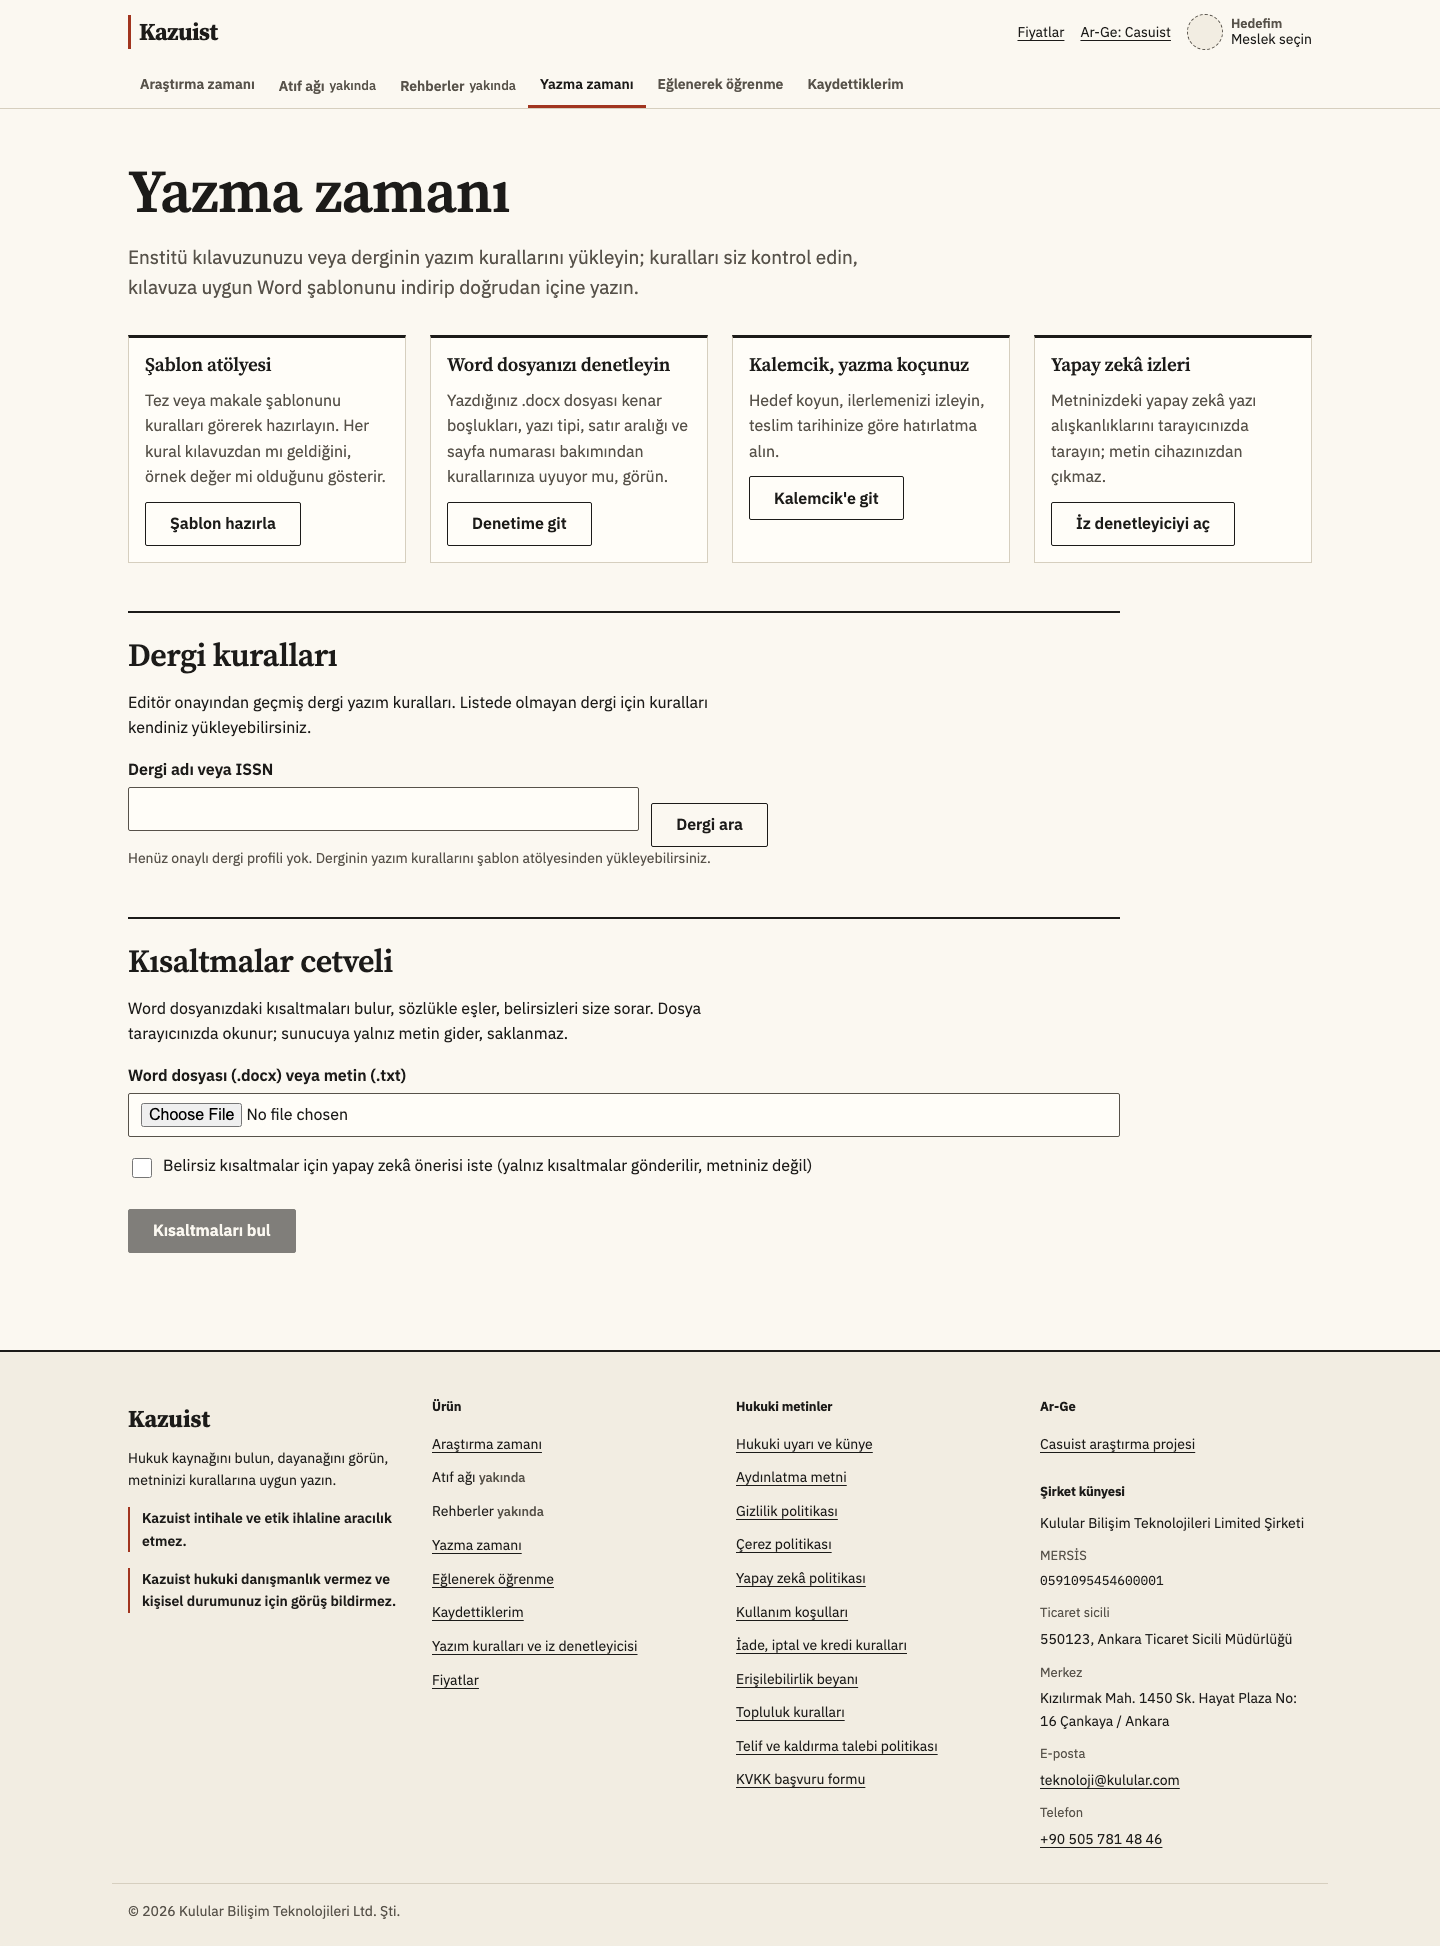 Kazuist
Fiyatlar
Ar-Ge: Casuist
Hedefim
Meslek seçin
Araştırma zamanı
Atıf ağı yakında
Rehberler yakında
Yazma zamanı
Eğlenerek öğrenme
Kaydettiklerim
Yazma zamanı
Enstitü kılavuzunuzu veya derginin yazım kurallarını yükleyin; kuralları siz kontrol edin,
kılavuza uygun Word şablonunu indirip doğrudan içine yazın.
Şablon atölyesi
Tez veya makale şablonunu
kuralları görerek hazırlayın. Her
kural kılavuzdan mı geldiğini,
örnek değer mi olduğunu gösterir.
Şablon hazırla
Word dosyanızı denetleyin
Yazdığınız .docx dosyası kenar
boşlukları, yazı tipi, satır aralığı ve
sayfa numarası bakımından
kurallarınıza uyuyor mu, görün.
Denetime git
Kalemcik, yazma koçunuz
Hedef koyun, ilerlemenizi izleyin,
teslim tarihinize göre hatırlatma
alın.
Kalemcik'e git
Yapay zekâ izleri
Metninizdeki yapay zekâ yazı
alışkanlıklarını tarayıcınızda
tarayın; metin cihazınızdan
çıkmaz.
İz denetleyiciyi aç
Dergi kuralları
Editör onayından geçmiş dergi yazım kuralları. Listede olmayan dergi için kuralları
kendiniz yükleyebilirsiniz.
Dergi adı veya ISSN
Dergi ara
Henüz onaylı dergi profili yok. Derginin yazım kurallarını şablon atölyesinden yükleyebilirsiniz.
Kısaltmalar cetveli
Word dosyanızdaki kısaltmaları bulur, sözlükle eşler, belirsizleri size sorar. Dosya
tarayıcınızda okunur; sunucuya yalnız metin gider, saklanmaz.
Word dosyası (.docx) veya metin (.txt)
Choose File No file chosen
Belirsiz kısaltmalar için yapay zekâ önerisi iste (yalnız kısaltmalar gönderilir, metniniz değil)
Kısaltmaları bul
Kazuist
Hukuk kaynağını bulun, dayanağını görün,
metninizi kurallarına uygun yazın.
Kazuist intihale ve etik ihlaline aracılık
etmez.
Kazuist hukuki danışmanlık vermez ve
kişisel durumunuz için görüş bildirmez.
Ürün
Araştırma zamanı
Atıf ağı yakında
Rehberler yakında
Yazma zamanı
Eğlenerek öğrenme
Kaydettiklerim
Yazım kuralları ve iz denetleyicisi
Fiyatlar
Hukuki metinler
Hukuki uyarı ve künye
Aydınlatma metni
Gizlilik politikası
Çerez politikası
Yapay zekâ politikası
Kullanım koşulları
İade, iptal ve kredi kuralları
Erişilebilirlik beyanı
Topluluk kuralları
Telif ve kaldırma talebi politikası
KVKK başvuru formu
Ar-Ge
Casuist araştırma projesi
Şirket künyesi
Kulular Bilişim Teknolojileri Limited Şirketi
MERSİS
0591095454600001
Ticaret sicili
550123, Ankara Ticaret Sicili Müdürlüğü
Merkez
Kızılırmak Mah. 1450 Sk. Hayat Plaza No:
16 Çankaya / Ankara
E-posta
teknoloji@kulular.com
Telefon
+90 505 781 48 46
© 2026 Kulular Bilişim Teknolojileri Ltd. Şti.